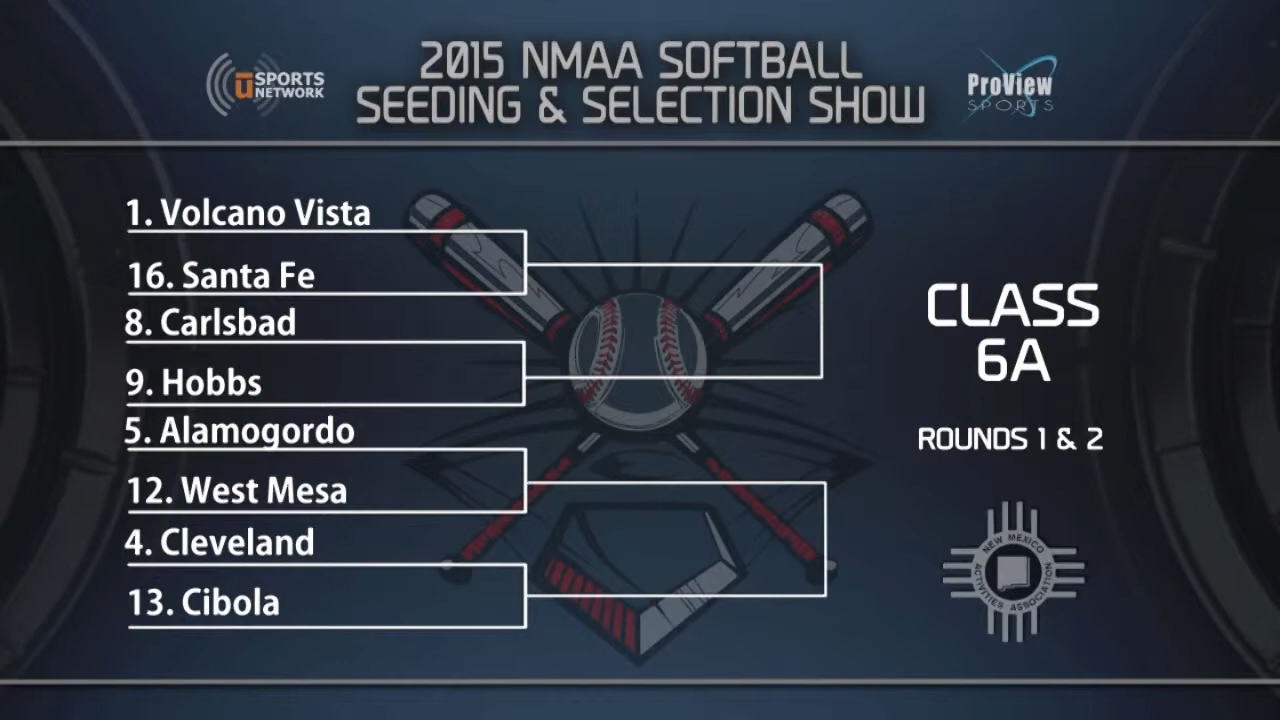 2015 NMAA SOFTBALL
SEEDING & SELECTION SHOW
ū SPORTS
NETWORK
ProView
SPORTS
1. Volcano Vista
16. Santa Fe
8. Carlsbad
9. Hobbs
5. Alamogordo
12. West Mesa
4. Cleveland
13. Cibola
CLASS
6A
ROUNDS 1 & 2
NEW MEXICO
ACTIVITIES ASSOCIATION